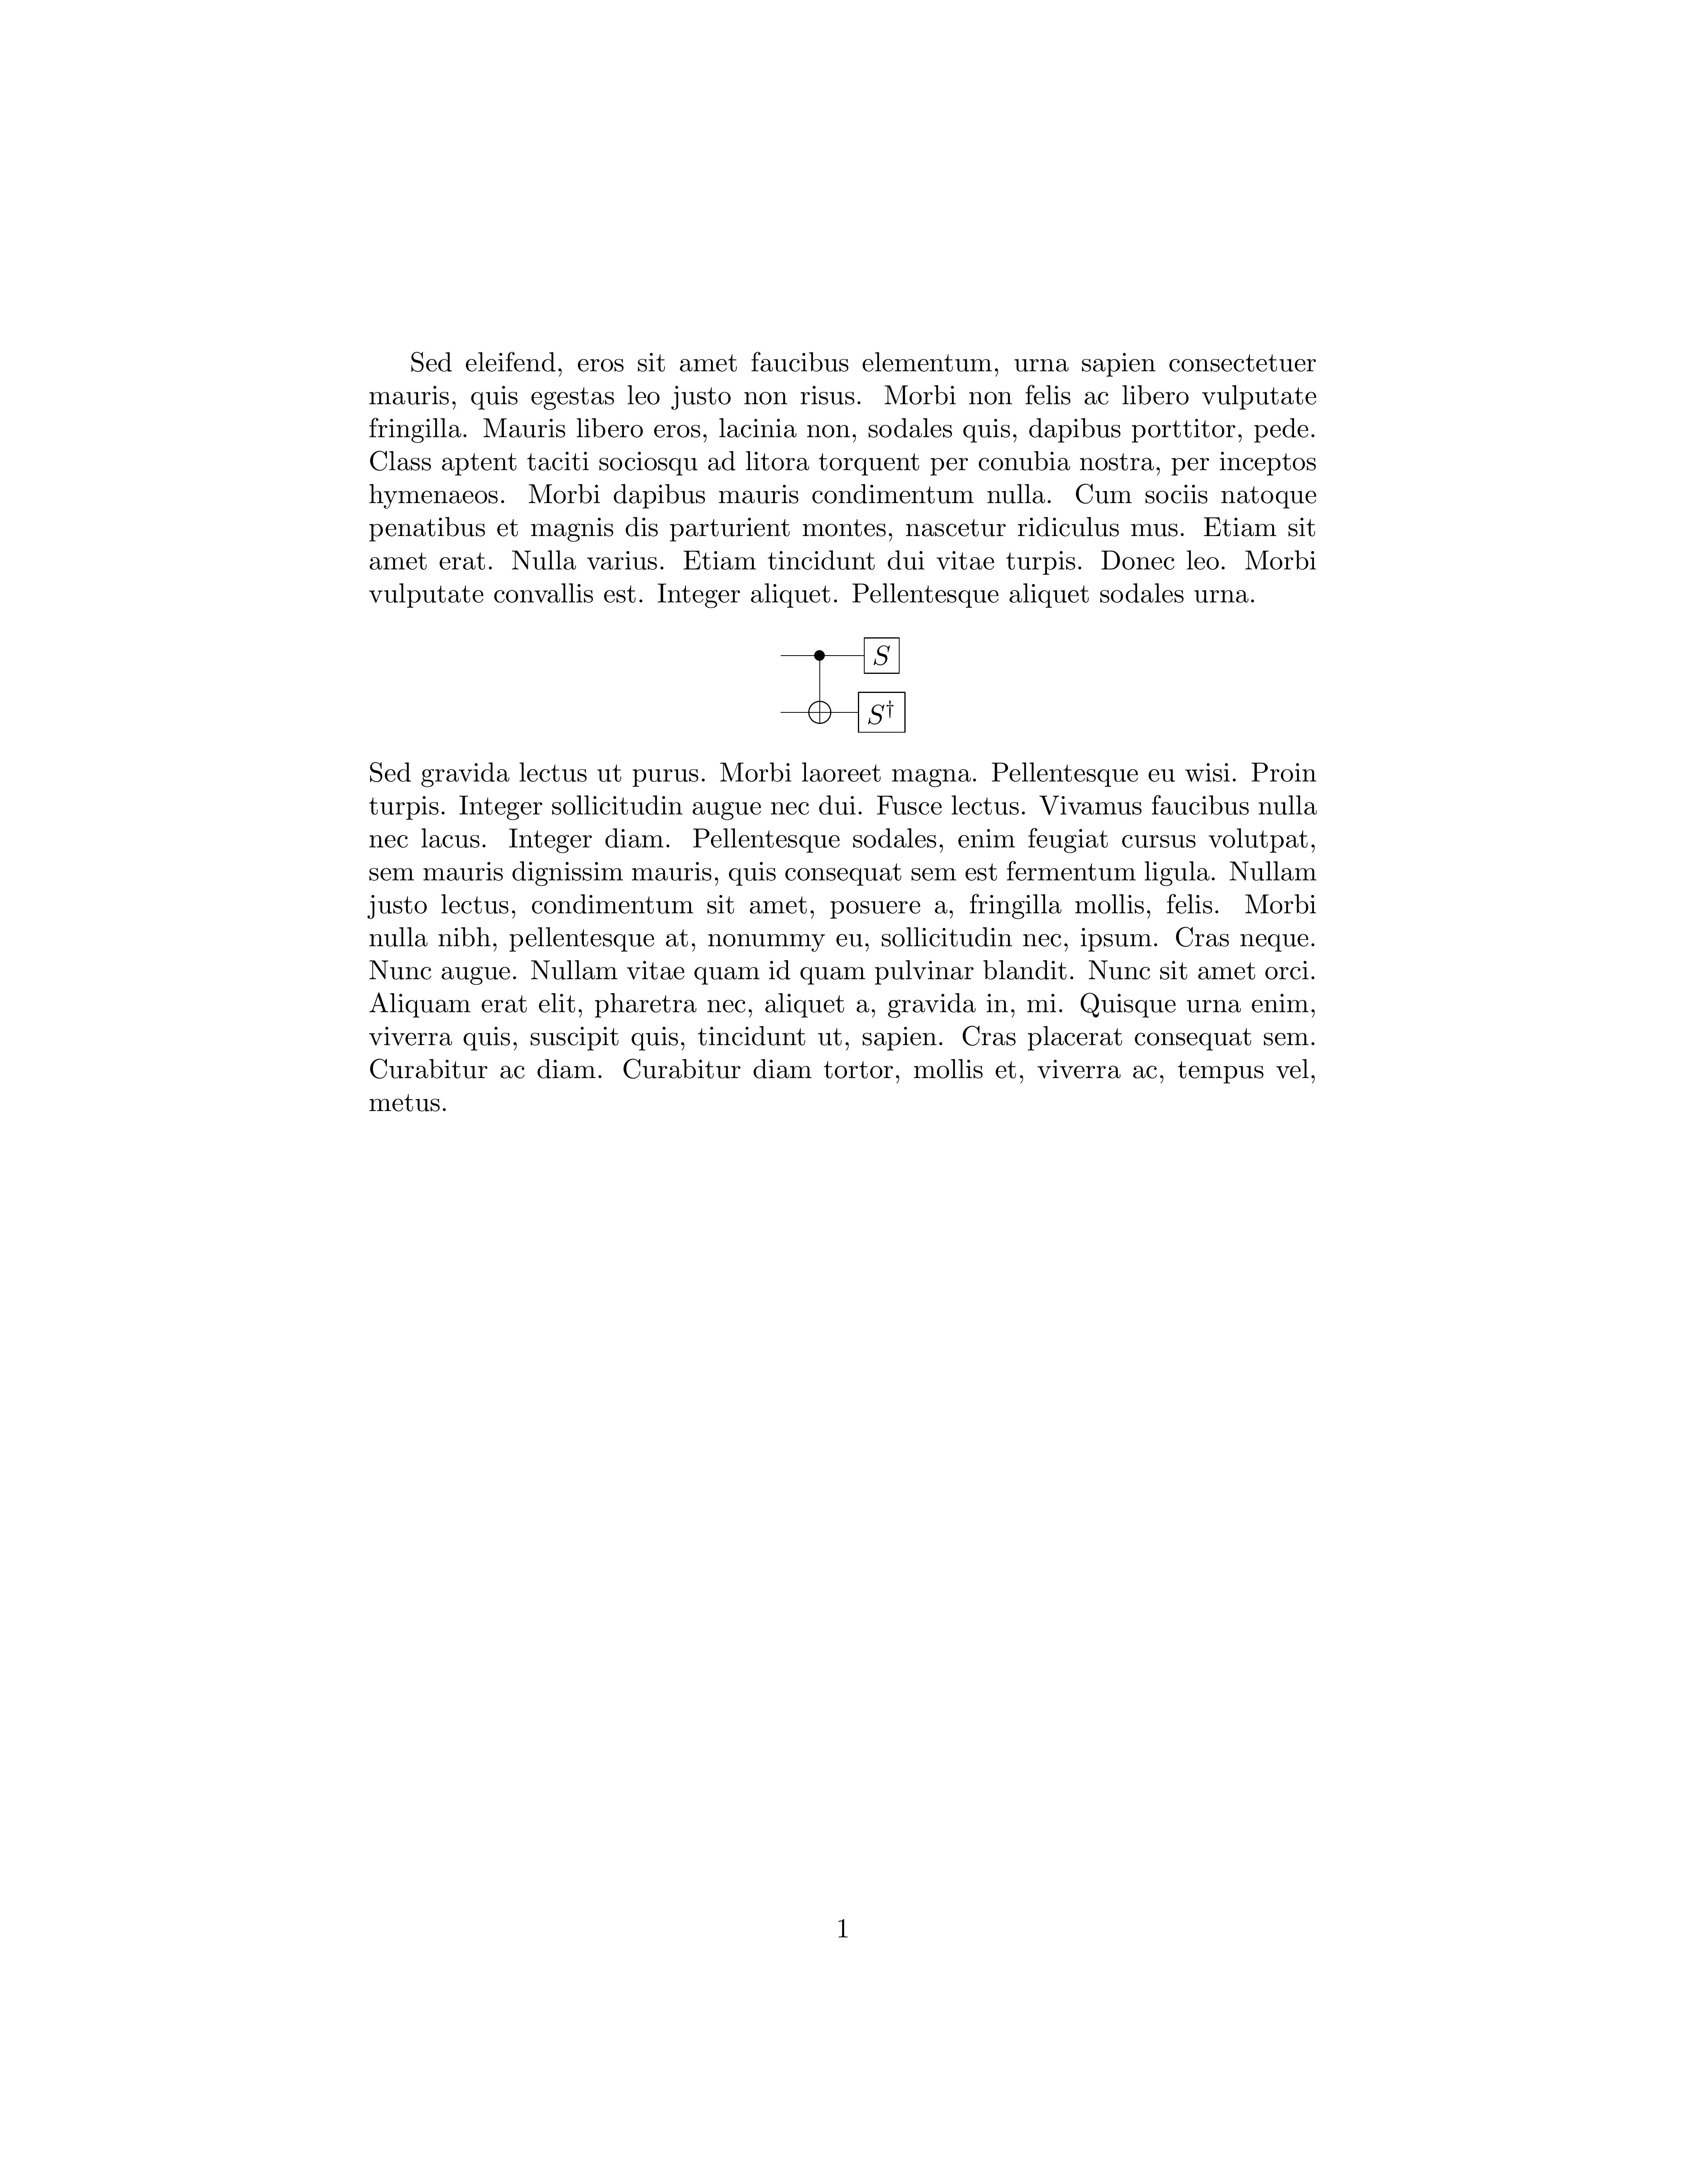 Sed eleifend, eros sit amet faucibus elementum, urna sapien consectetuer
mauris, quis egestas leo justo non risus. Morbi non felis ac libero vulputate
fringilla. Mauris libero eros, lacinia non, sodales quis, dapibus porttitor, pede.
Class aptent taciti sociosqu ad litora torquent per conubia nostra, per inceptos
hymenaeos. Morbi dapibus mauris condimentum nulla. Cum sociis natoque
penatibus et magnis dis parturient montes, nascetur ridiculus mus. Etiam sit
amet erat. Nulla varius. Etiam tincidunt dui vitae turpis. Donec leo. Morbi
vulputate convallis est. Integer aliquet. Pellentesque aliquet sodales urna.
S
S†
Sed gravida lectus ut purus. Morbi laoreet magna. Pellentesque eu wisi. Proin
turpis. Integer sollicitudin augue nec dui. Fusce lectus. Vivamus faucibus nulla
nec lacus. Integer diam. Pellentesque sodales, enim feugiat cursus volutpat,
sem mauris dignissim mauris, quis consequat sem est fermentum ligula. Nullam
justo lectus, condimentum sit amet, posuere a, fringilla mollis, felis. Morbi
nulla nibh, pellentesque at, nonummy eu, sollicitudin nec, ipsum. Cras neque.
Nunc augue. Nullam vitae quam id quam pulvinar blandit. Nunc sit amet orci.
Aliquam erat elit, pharetra nec, aliquet a, gravida in, mi. Quisque urna enim,
viverra quis, suscipit quis, tincidunt ut, sapien. Cras placerat consequat sem.
Curabitur ac diam. Curabitur diam tortor, mollis et, viverra ac, tempus vel,
metus.
1